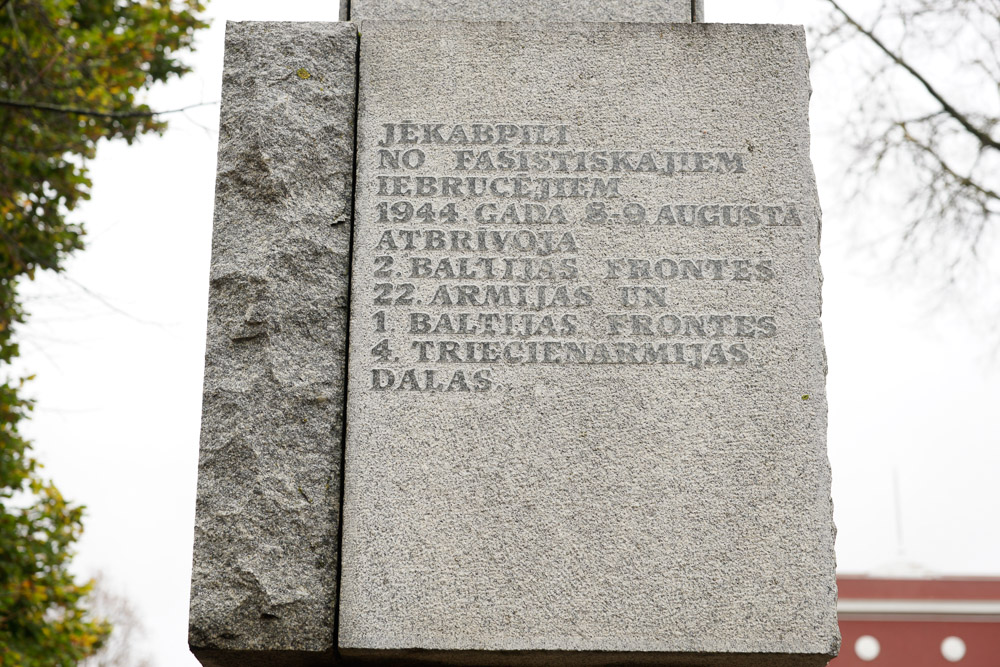 JĒKABPILI
NO FAŠISTISKAJIEM
IEBRUCĒJIEM
1944. GADA 8-9 AUGUSTĀ
ATBRĪVOJA
2. BALTIJAS FRONTES
22. ARMIJAS UN
1. BALTIJAS FRONTES
4. TRIECIENARMIJAS
DAĻAS